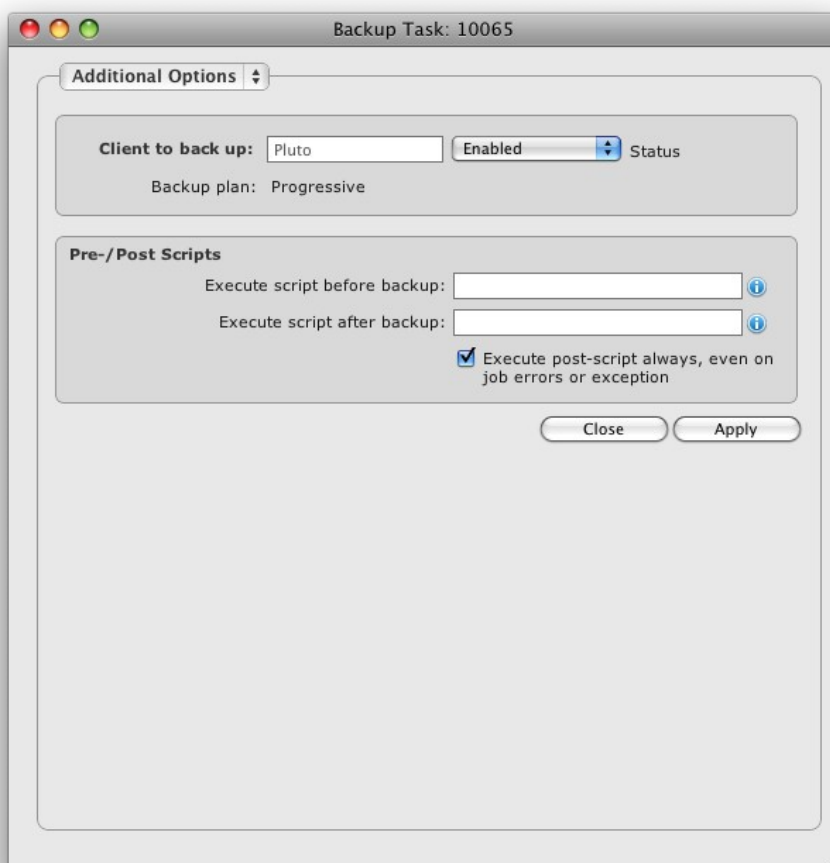 Backup Task: 10065
Additional Options
Client to back up: Pluto Enabled Status
Backup plan: Progressive
Pre-/Post Scripts
Execute script before backup:
Execute script after backup:
Execute post-script always, even on
job errors or exception
Close Apply